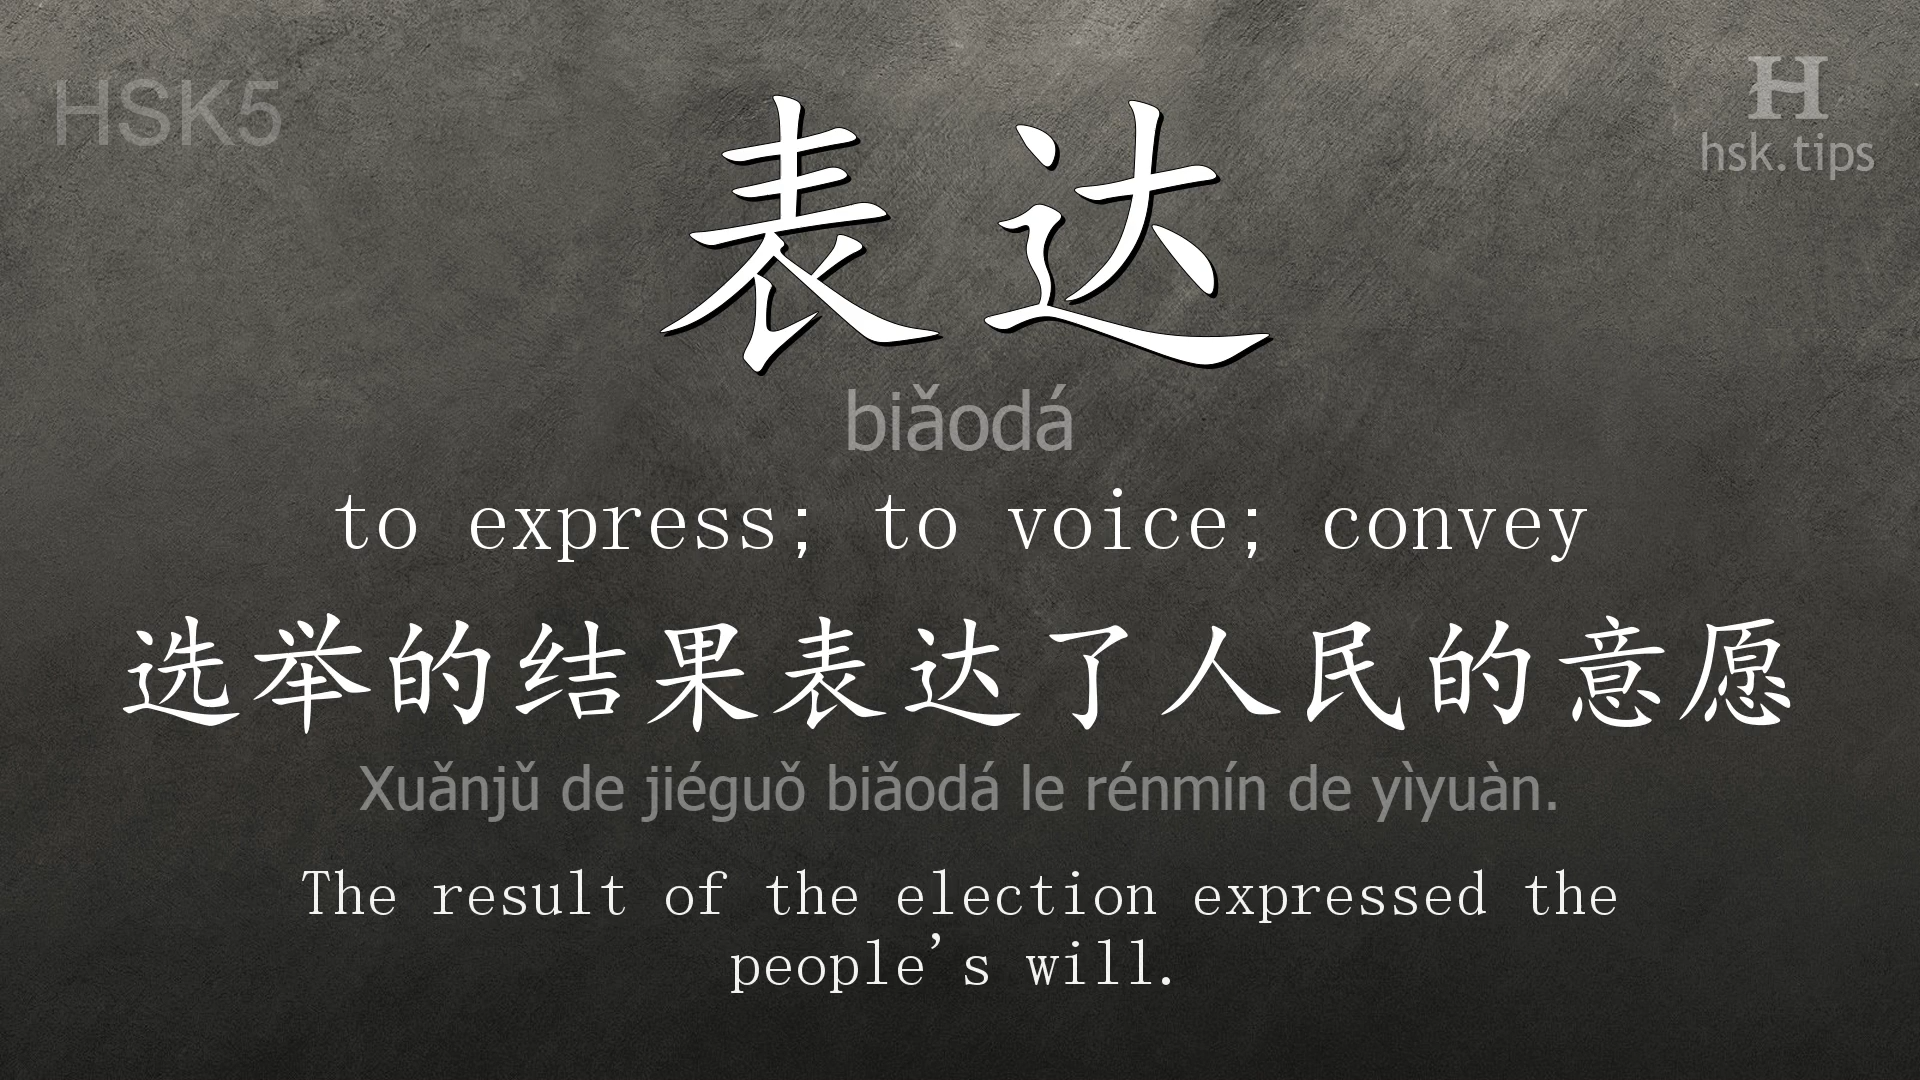 HSK5
H
hsk.tips
表达
biǎodá
to express; to voice; convey
选举的结果表达了人民的意愿
Xuǎnjǔ de jiéguǒ biǎodá le rénmín de yìyuàn.
The result of the election expressed the
people's will.